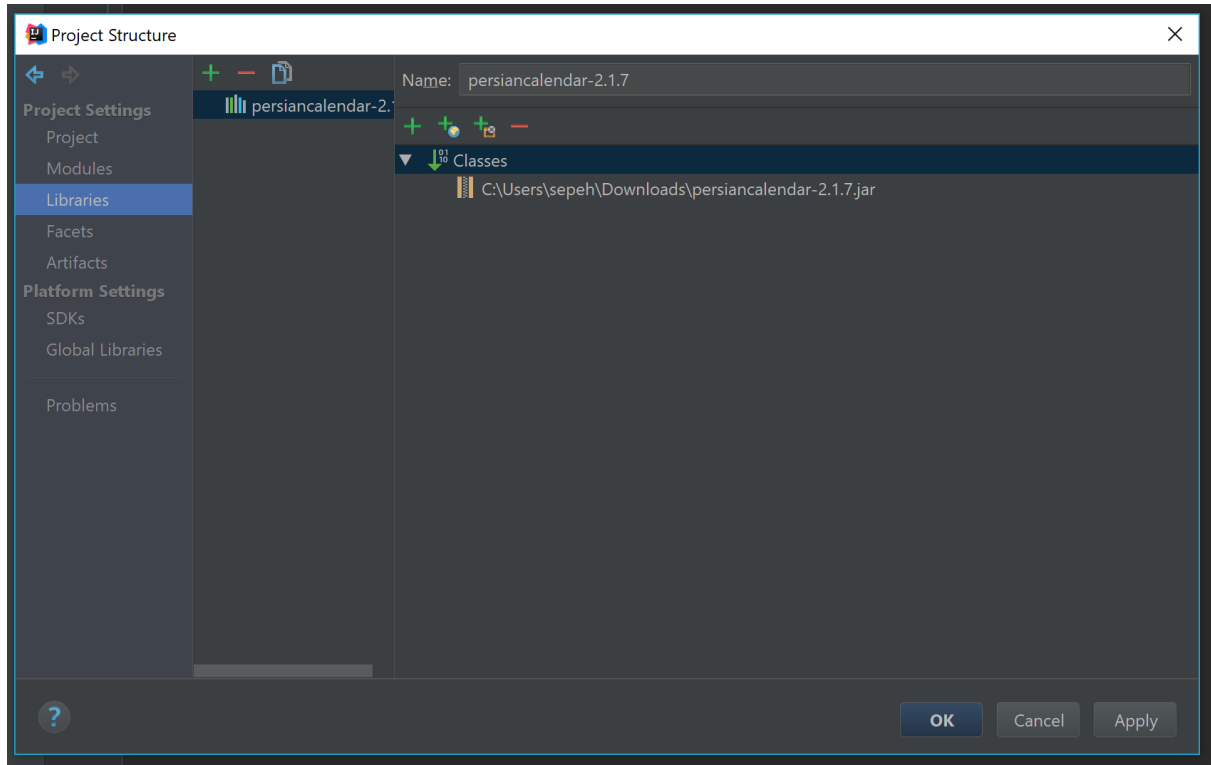 Project Structure
Project Settings
Project
Modules
Libraries
Facets
Artifacts
Platform Settings
SDKs
Global Libraries
Problems
persiancalendar-2.
Name: persiancalendar-2.1.7
Classes
C:\Users\sepeh\Downloads\persiancalendar-2.1.7.jar
? OK Cancel Apply